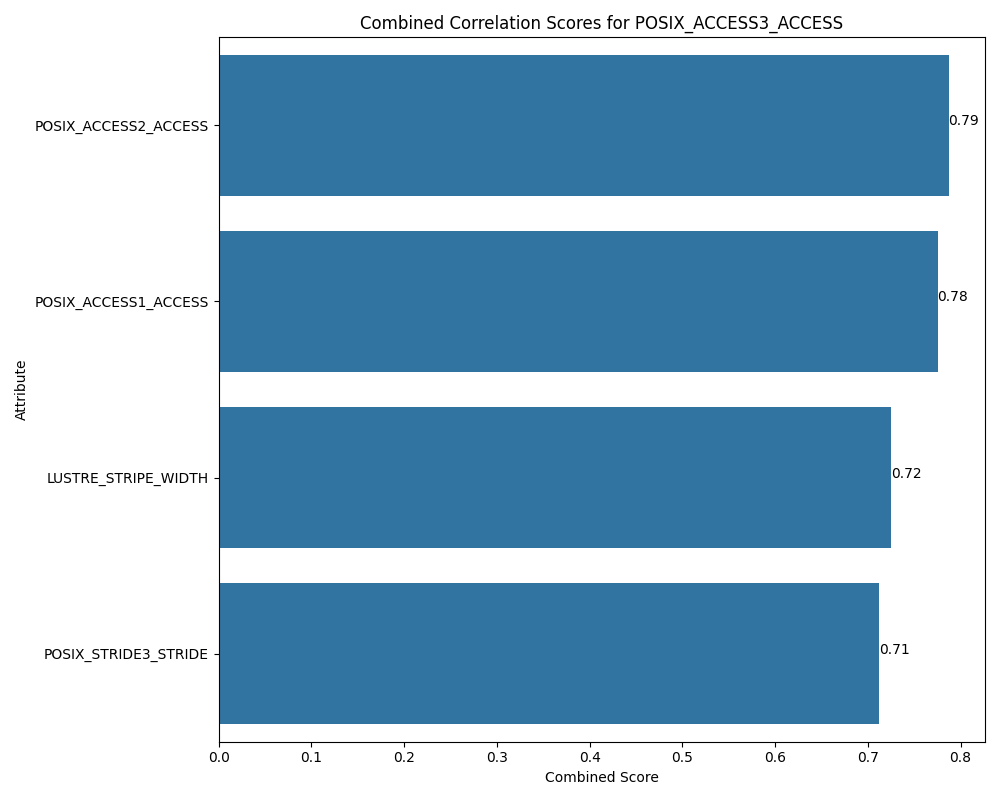 Combined Correlation Scores for POSIX_ACCESS3_ACCESS
POSIX_ACCESS2_ACCESS
0.79
POSIX_ACCESS1_ACCESS
0.78
LUSTRE_STRIPE_WIDTH
0.72
POSIX_STRIDE3_STRIDE
0.71
Attribute
0.0 0.1 0.2 0.3 0.4 0.5 0.6 0.7 0.8
Combined Score